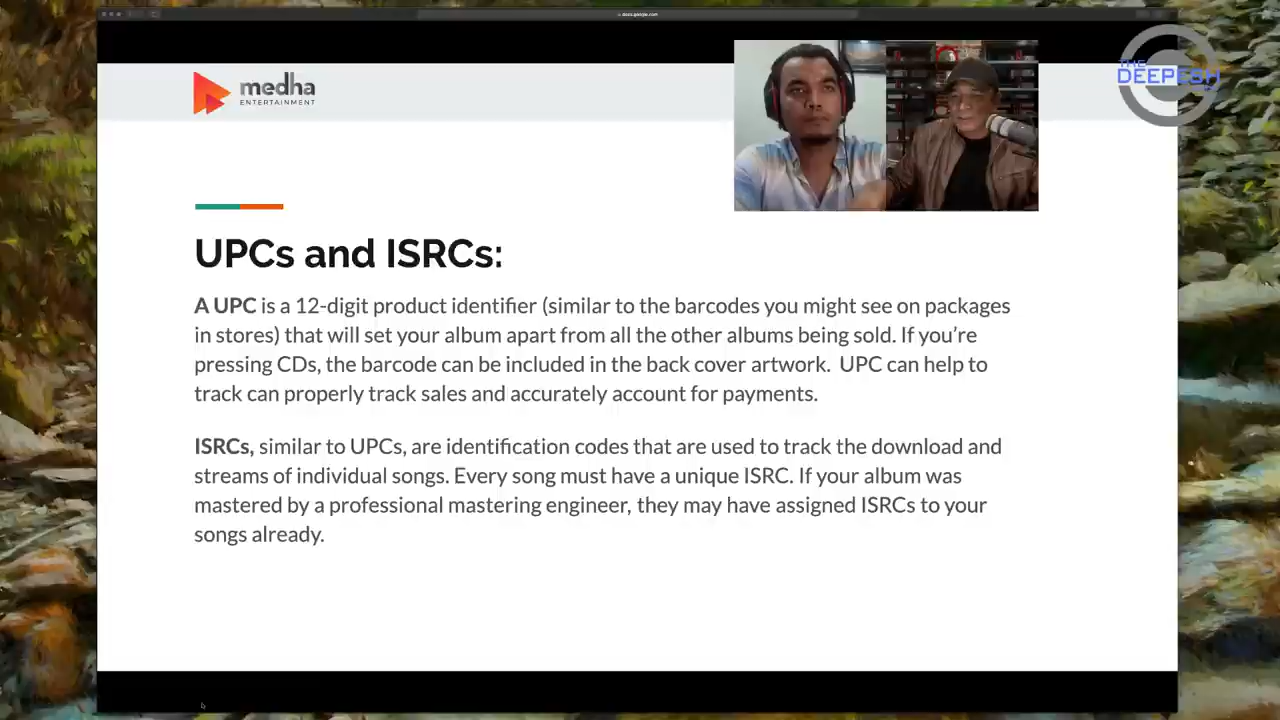 docs.google.com
medha
ENTERTAINMENT
THE
DEEPESH
UPCs and ISRCs:
A UPC is a 12-digit product identifier (similar to the barcodes you might see on packages
in stores) that will set your album apart from all the other albums being sold. If you’re
pressing CDs, the barcode can be included in the back cover artwork.  UPC can help to
track can properly track sales and accurately account for payments.
ISRCs, similar to UPCs, are identification codes that are used to track the download and
streams of individual songs. Every song must have a unique ISRC. If your album was
mastered by a professional mastering engineer, they may have assigned ISRCs to your
songs already.